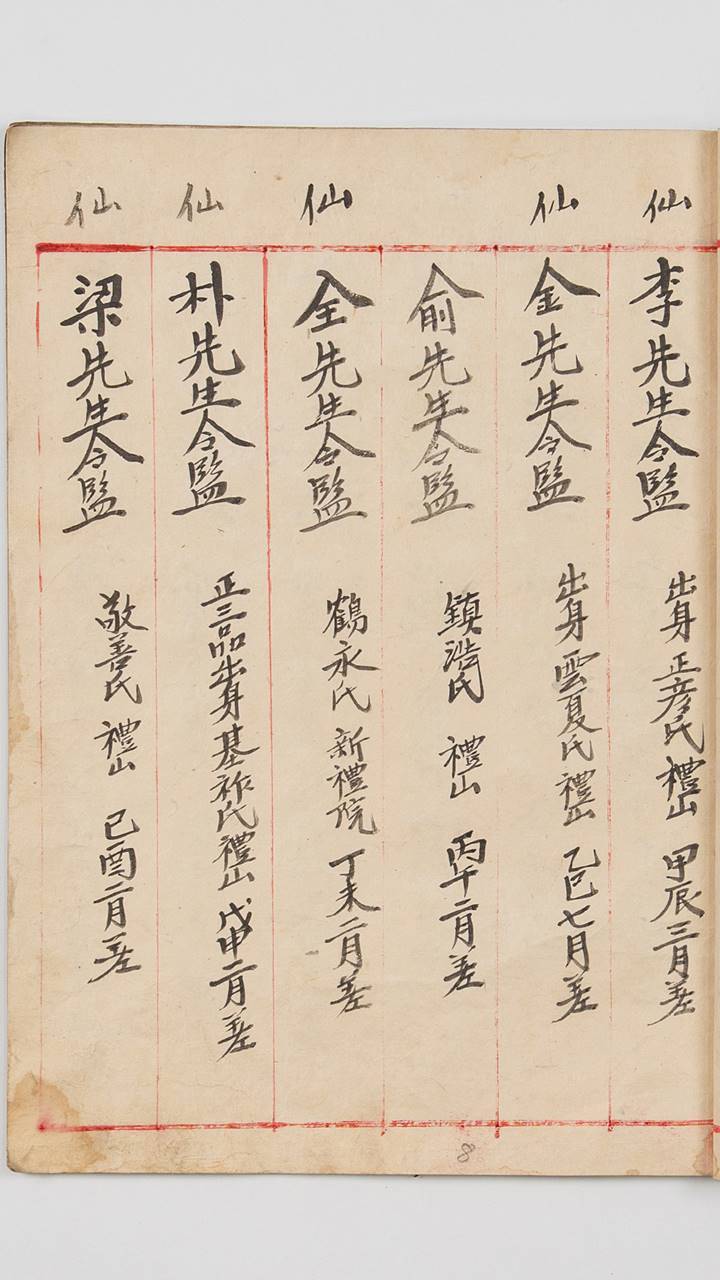 仙
李先生令監 出身 正彦氏 禮山 甲辰三月差
仙
金先生令監 出身 雲夏氏 禮山 乙巳七月差
俞先生令監 鎮浩氏 禮山 丙午二月差
仙
全先生令監 鶴永氏 新禮院 丁未二月差
仙
朴先生令監 正三品出身 基祚氏 禮山 戊申二月差
仙
梁先生令監 敬善氏 禮山 己酉二月差
8